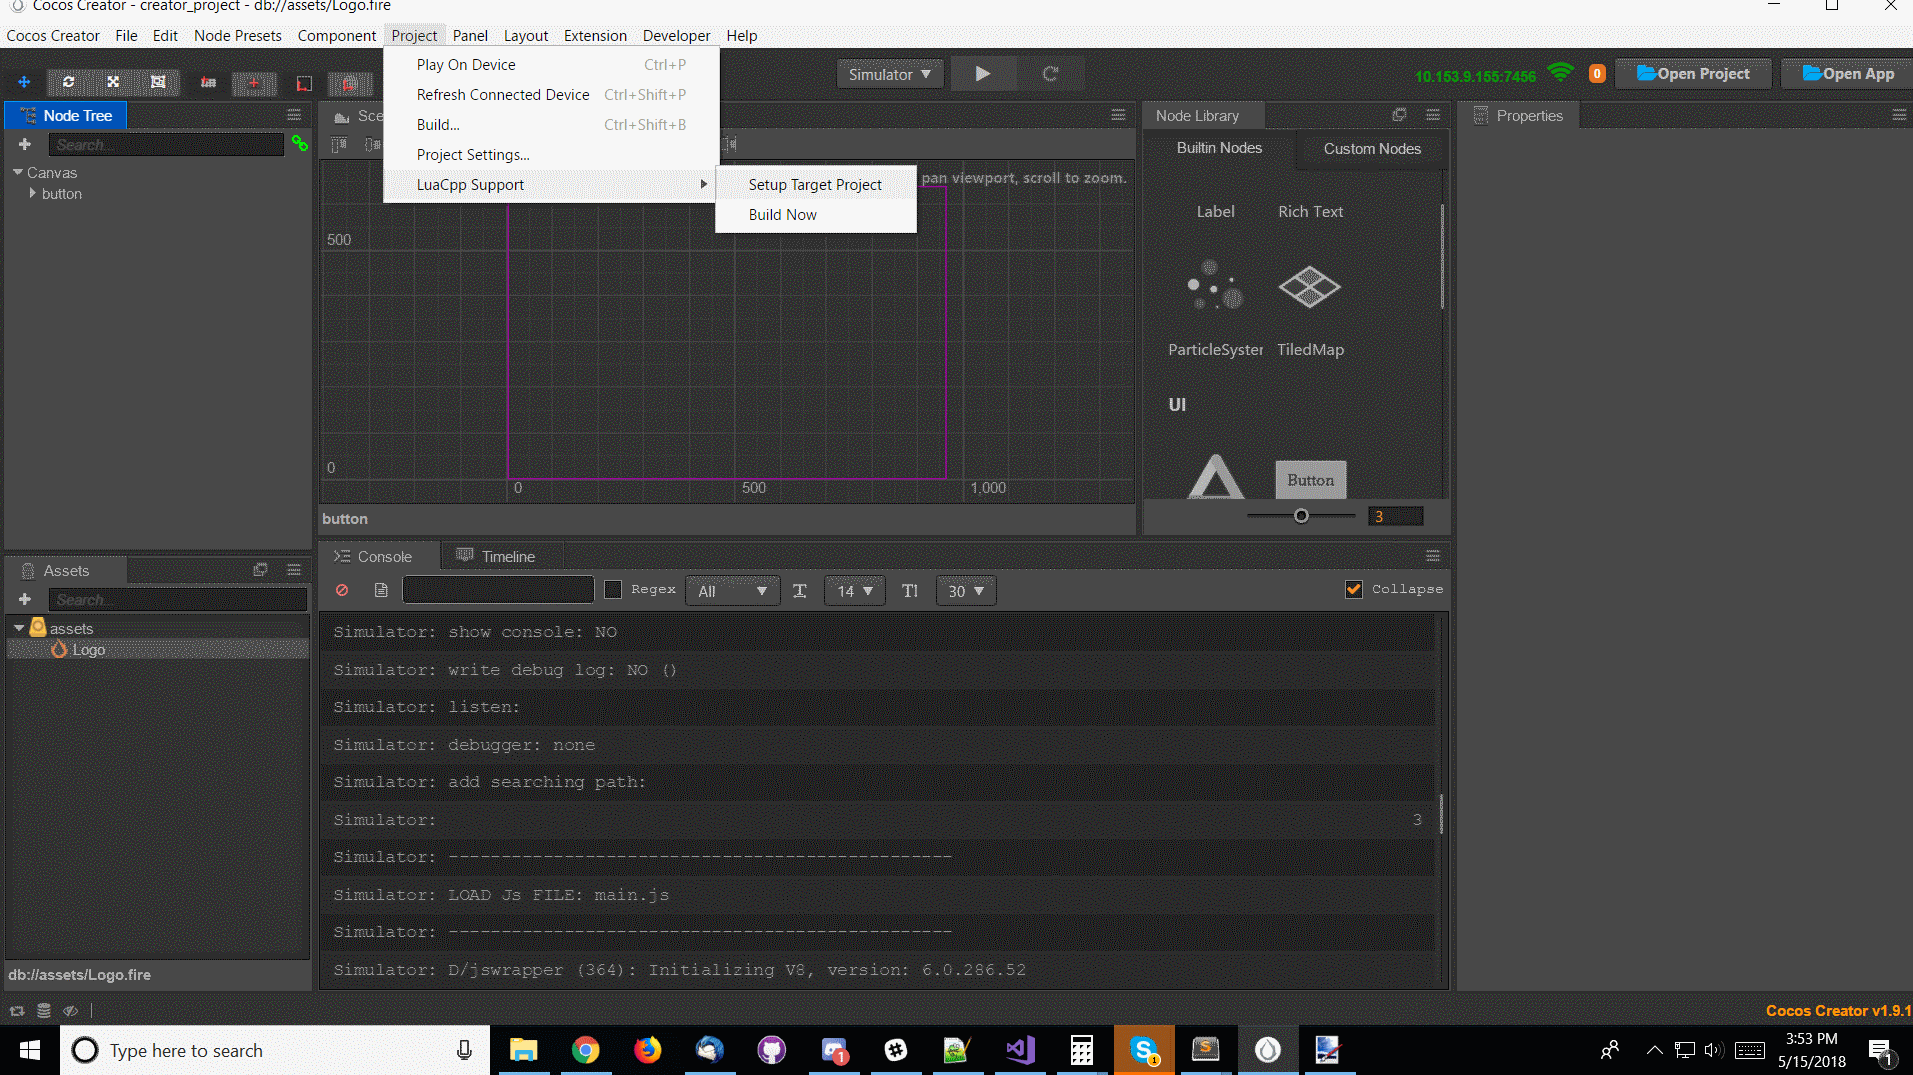 Cocos Creator - creator_project - db://assets/Logo.fire
Cocos Creator File Edit Node Presets Component Project Panel Layout Extension Developer Help
Play On Device Ctrl+P
Refresh Connected Device Ctrl+Shift+P
Build... Ctrl+Shift+B
Project Settings...
LuaCpp Support
Setup Target Project
Build Now
Simulator
10.153.9.155:7456
0
Open Project
Open App
Node Tree
Search...
Canvas
button
Sce
pan viewport, scroll to zoom.
500
0
0 500 1,000
button
Node Library
Builtin Nodes Custom Nodes
Label Rich Text
ParticleSyster TiledMap
UI
Button
3
Properties
Assets
Search...
assets
Logo
db://assets/Logo.fire
Console Timeline
Regex All 14 30 Collapse
Simulator: show console: NO
Simulator: write debug log: NO ()
Simulator: listen:
Simulator: debugger: none
Simulator: add searching path:
Simulator: 3
Simulator: ------------------------------------------------
Simulator: LOAD Js FILE: main.js
Simulator: ------------------------------------------------
Simulator: D/jswrapper (364): Initializing V8, version: 6.0.286.52
Cocos Creator v1.9.1
Type here to search
1
1
3:53 PM
5/15/2018
1